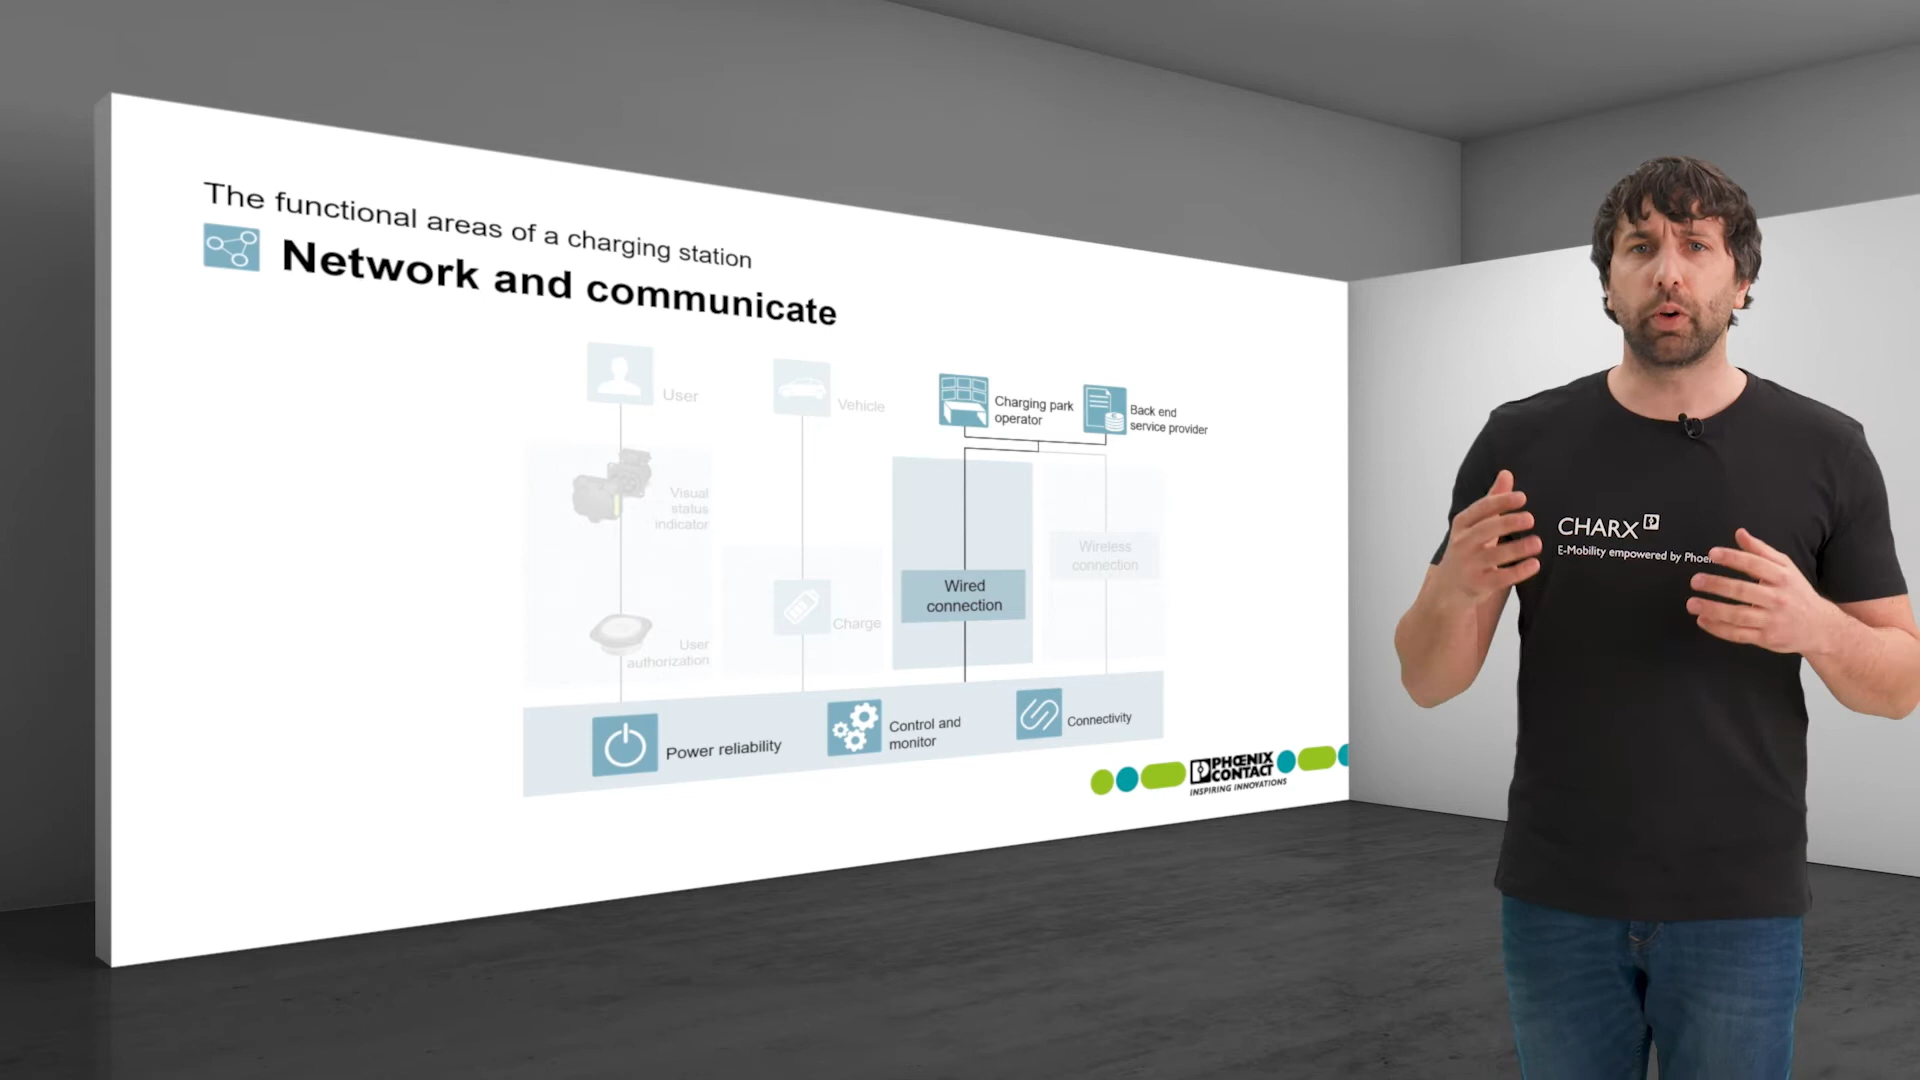 The functional areas of a charging station
Network and communicate
User
Vehicle
Charging park
operator
Back end
service provider
Visual
status
indicator
Wireless
connection
Wired
connection
Charge
User
authorization
Power reliability
Control and
monitor
Connectivity
PHŒNIX
CONTACT
INSPIRING INNOVATIONS
CHARX
E-Mobility empowered by